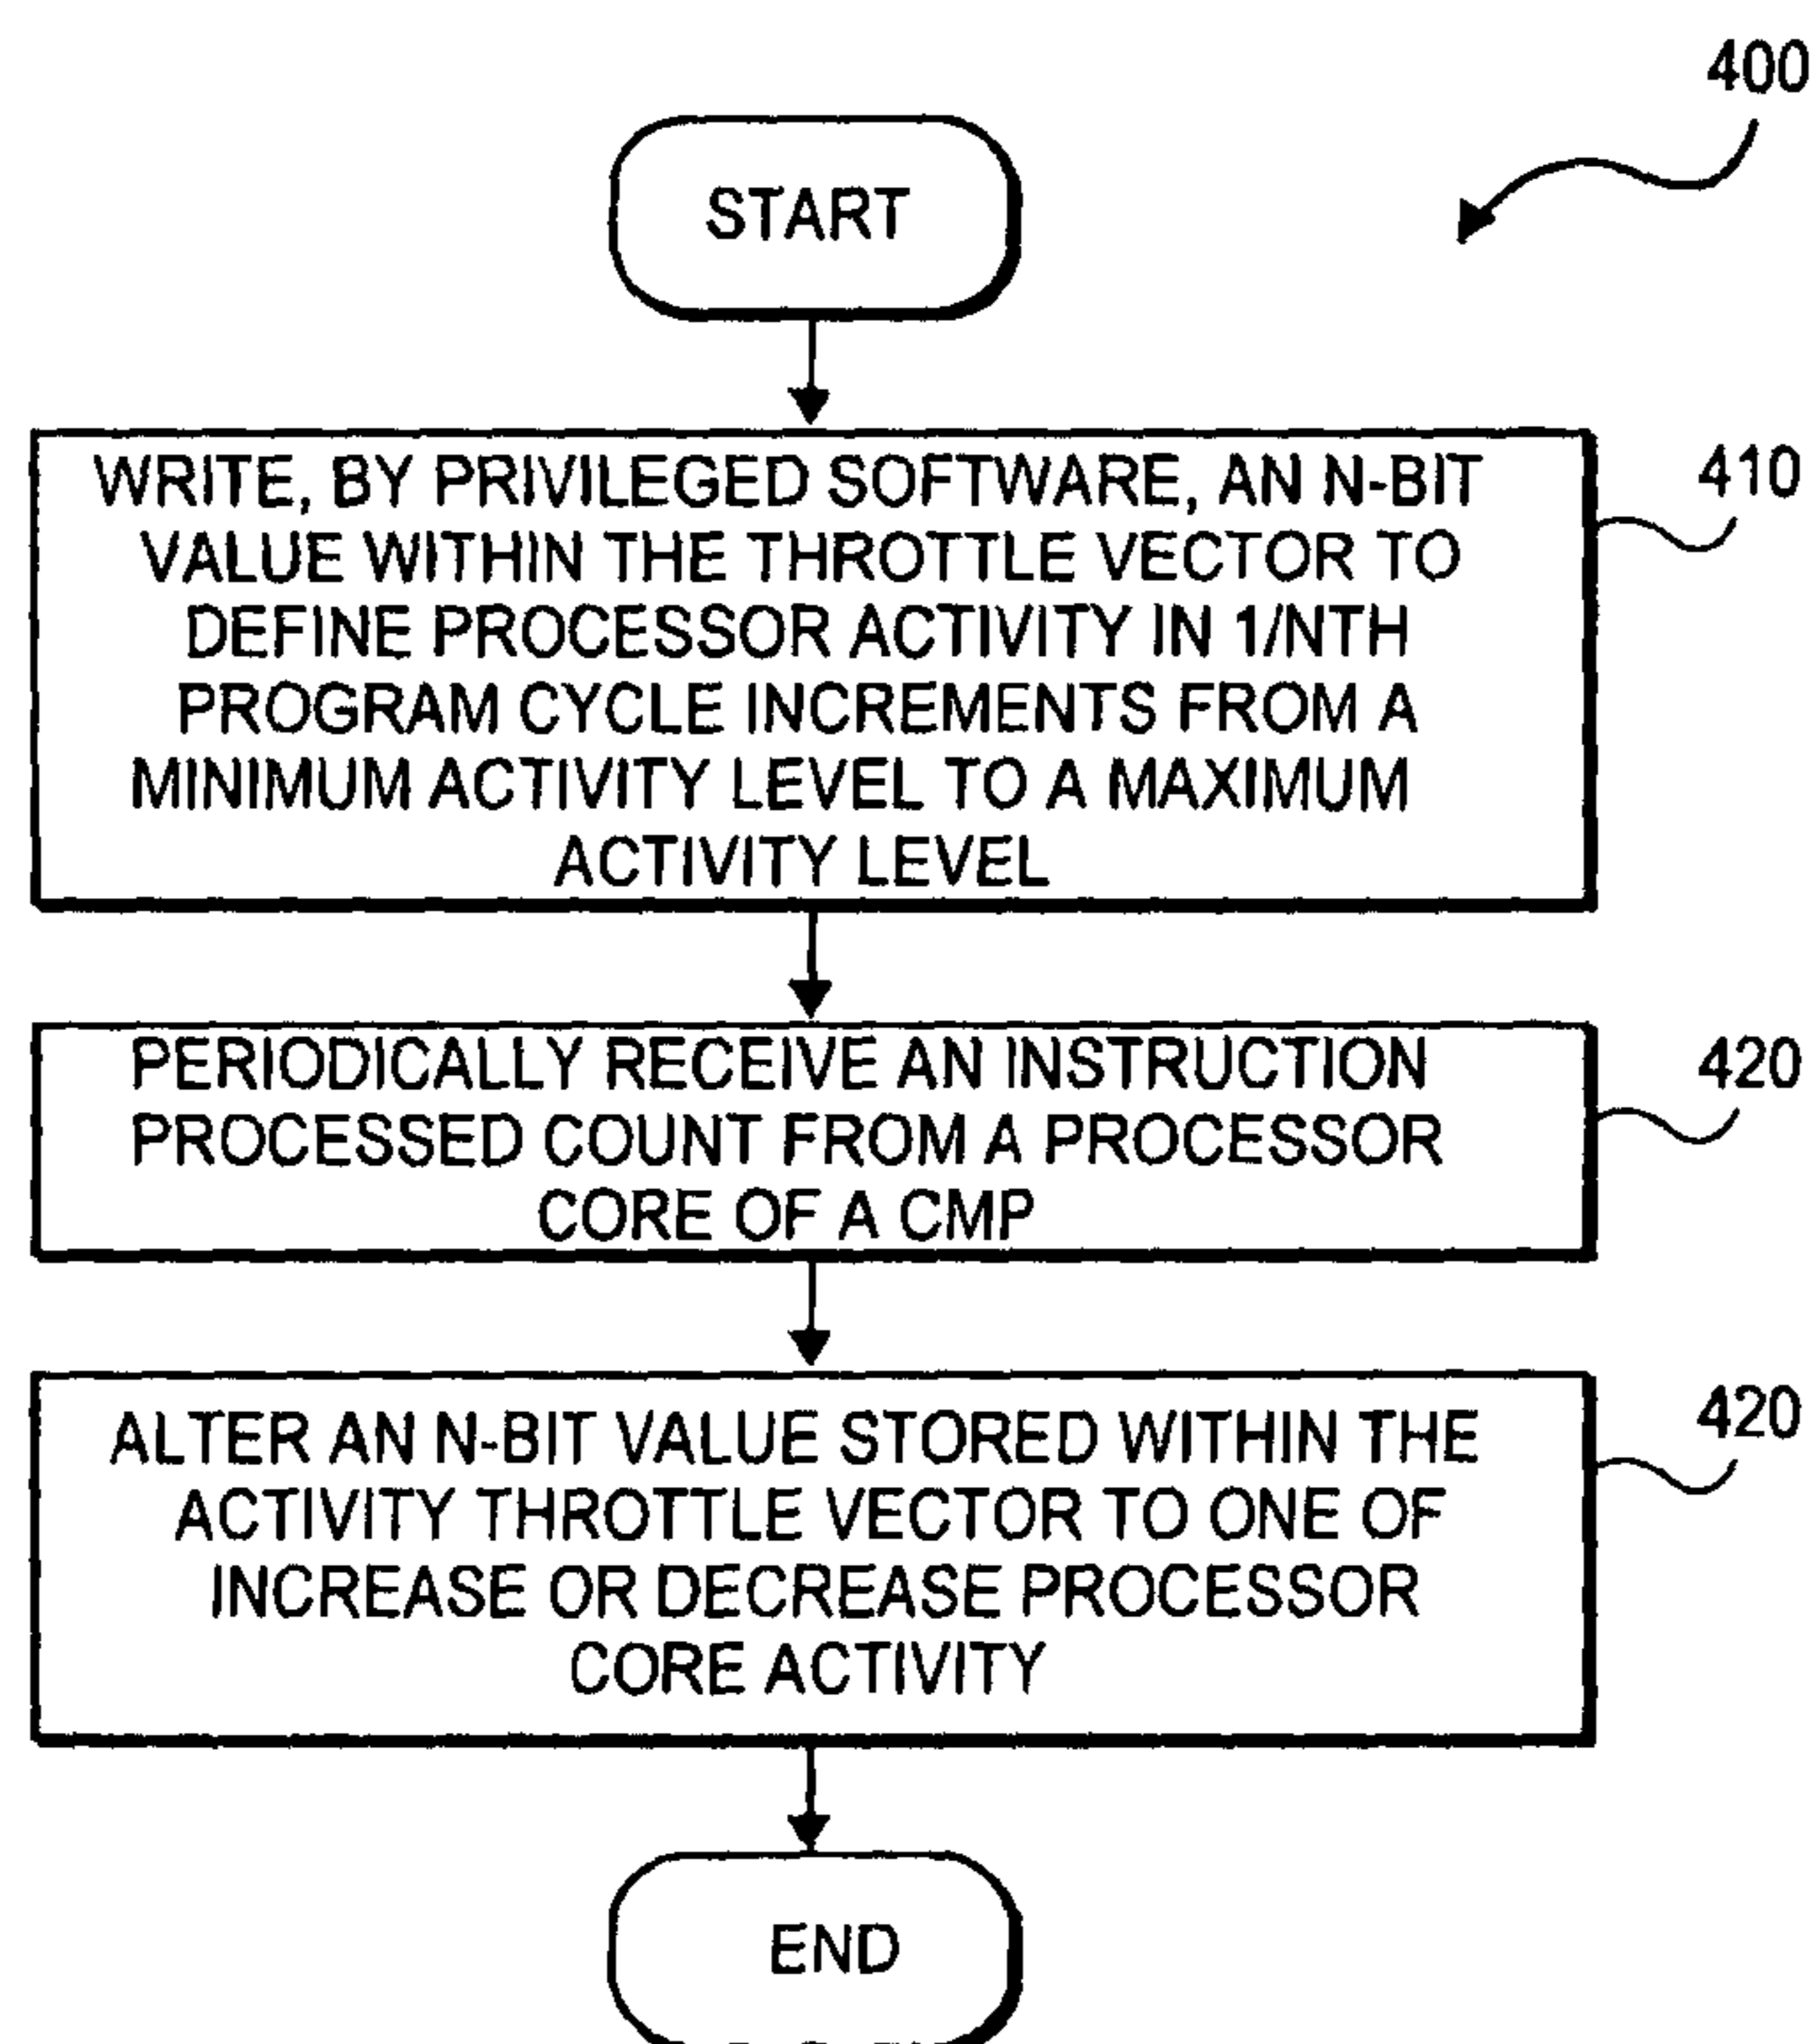 400
START
WRITE, BY PRIVILEGED SOFTWARE, AN N-BIT
VALUE WITHIN THE THROTTLE VECTOR TO
DEFINE PROCESSOR ACTIVITY IN 1/NTH
PROGRAM CYCLE INCREMENTS FROM A
MINIMUM ACTIVITY LEVEL TO A MAXIMUM
ACTIVITY LEVEL
410
PERIODICALLY RECEIVE AN INSTRUCTION
PROCESSED COUNT FROM A PROCESSOR
CORE OF A CMP
420
ALTER AN N-BIT VALUE STORED WITHIN THE
ACTIVITY THROTTLE VECTOR TO ONE OF
INCREASE OR DECREASE PROCESSOR
CORE ACTIVITY
420
END